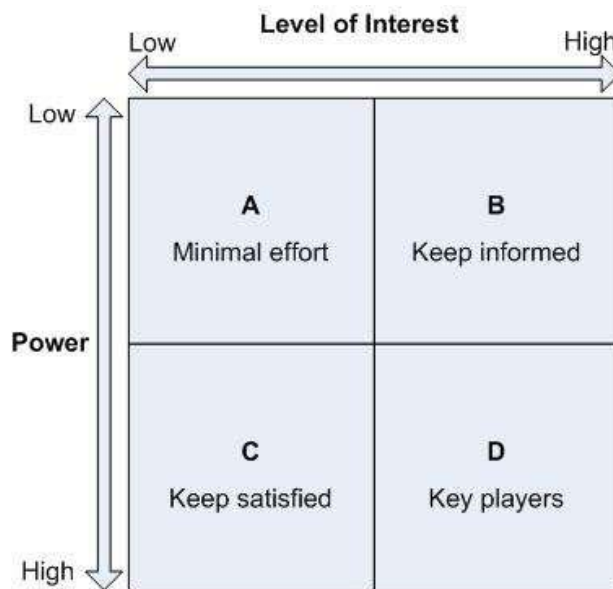 Level of Interest
Low
High
Low
A
Minimal effort
B
Keep informed
Power
C
Keep satisfied
D
Key players
High